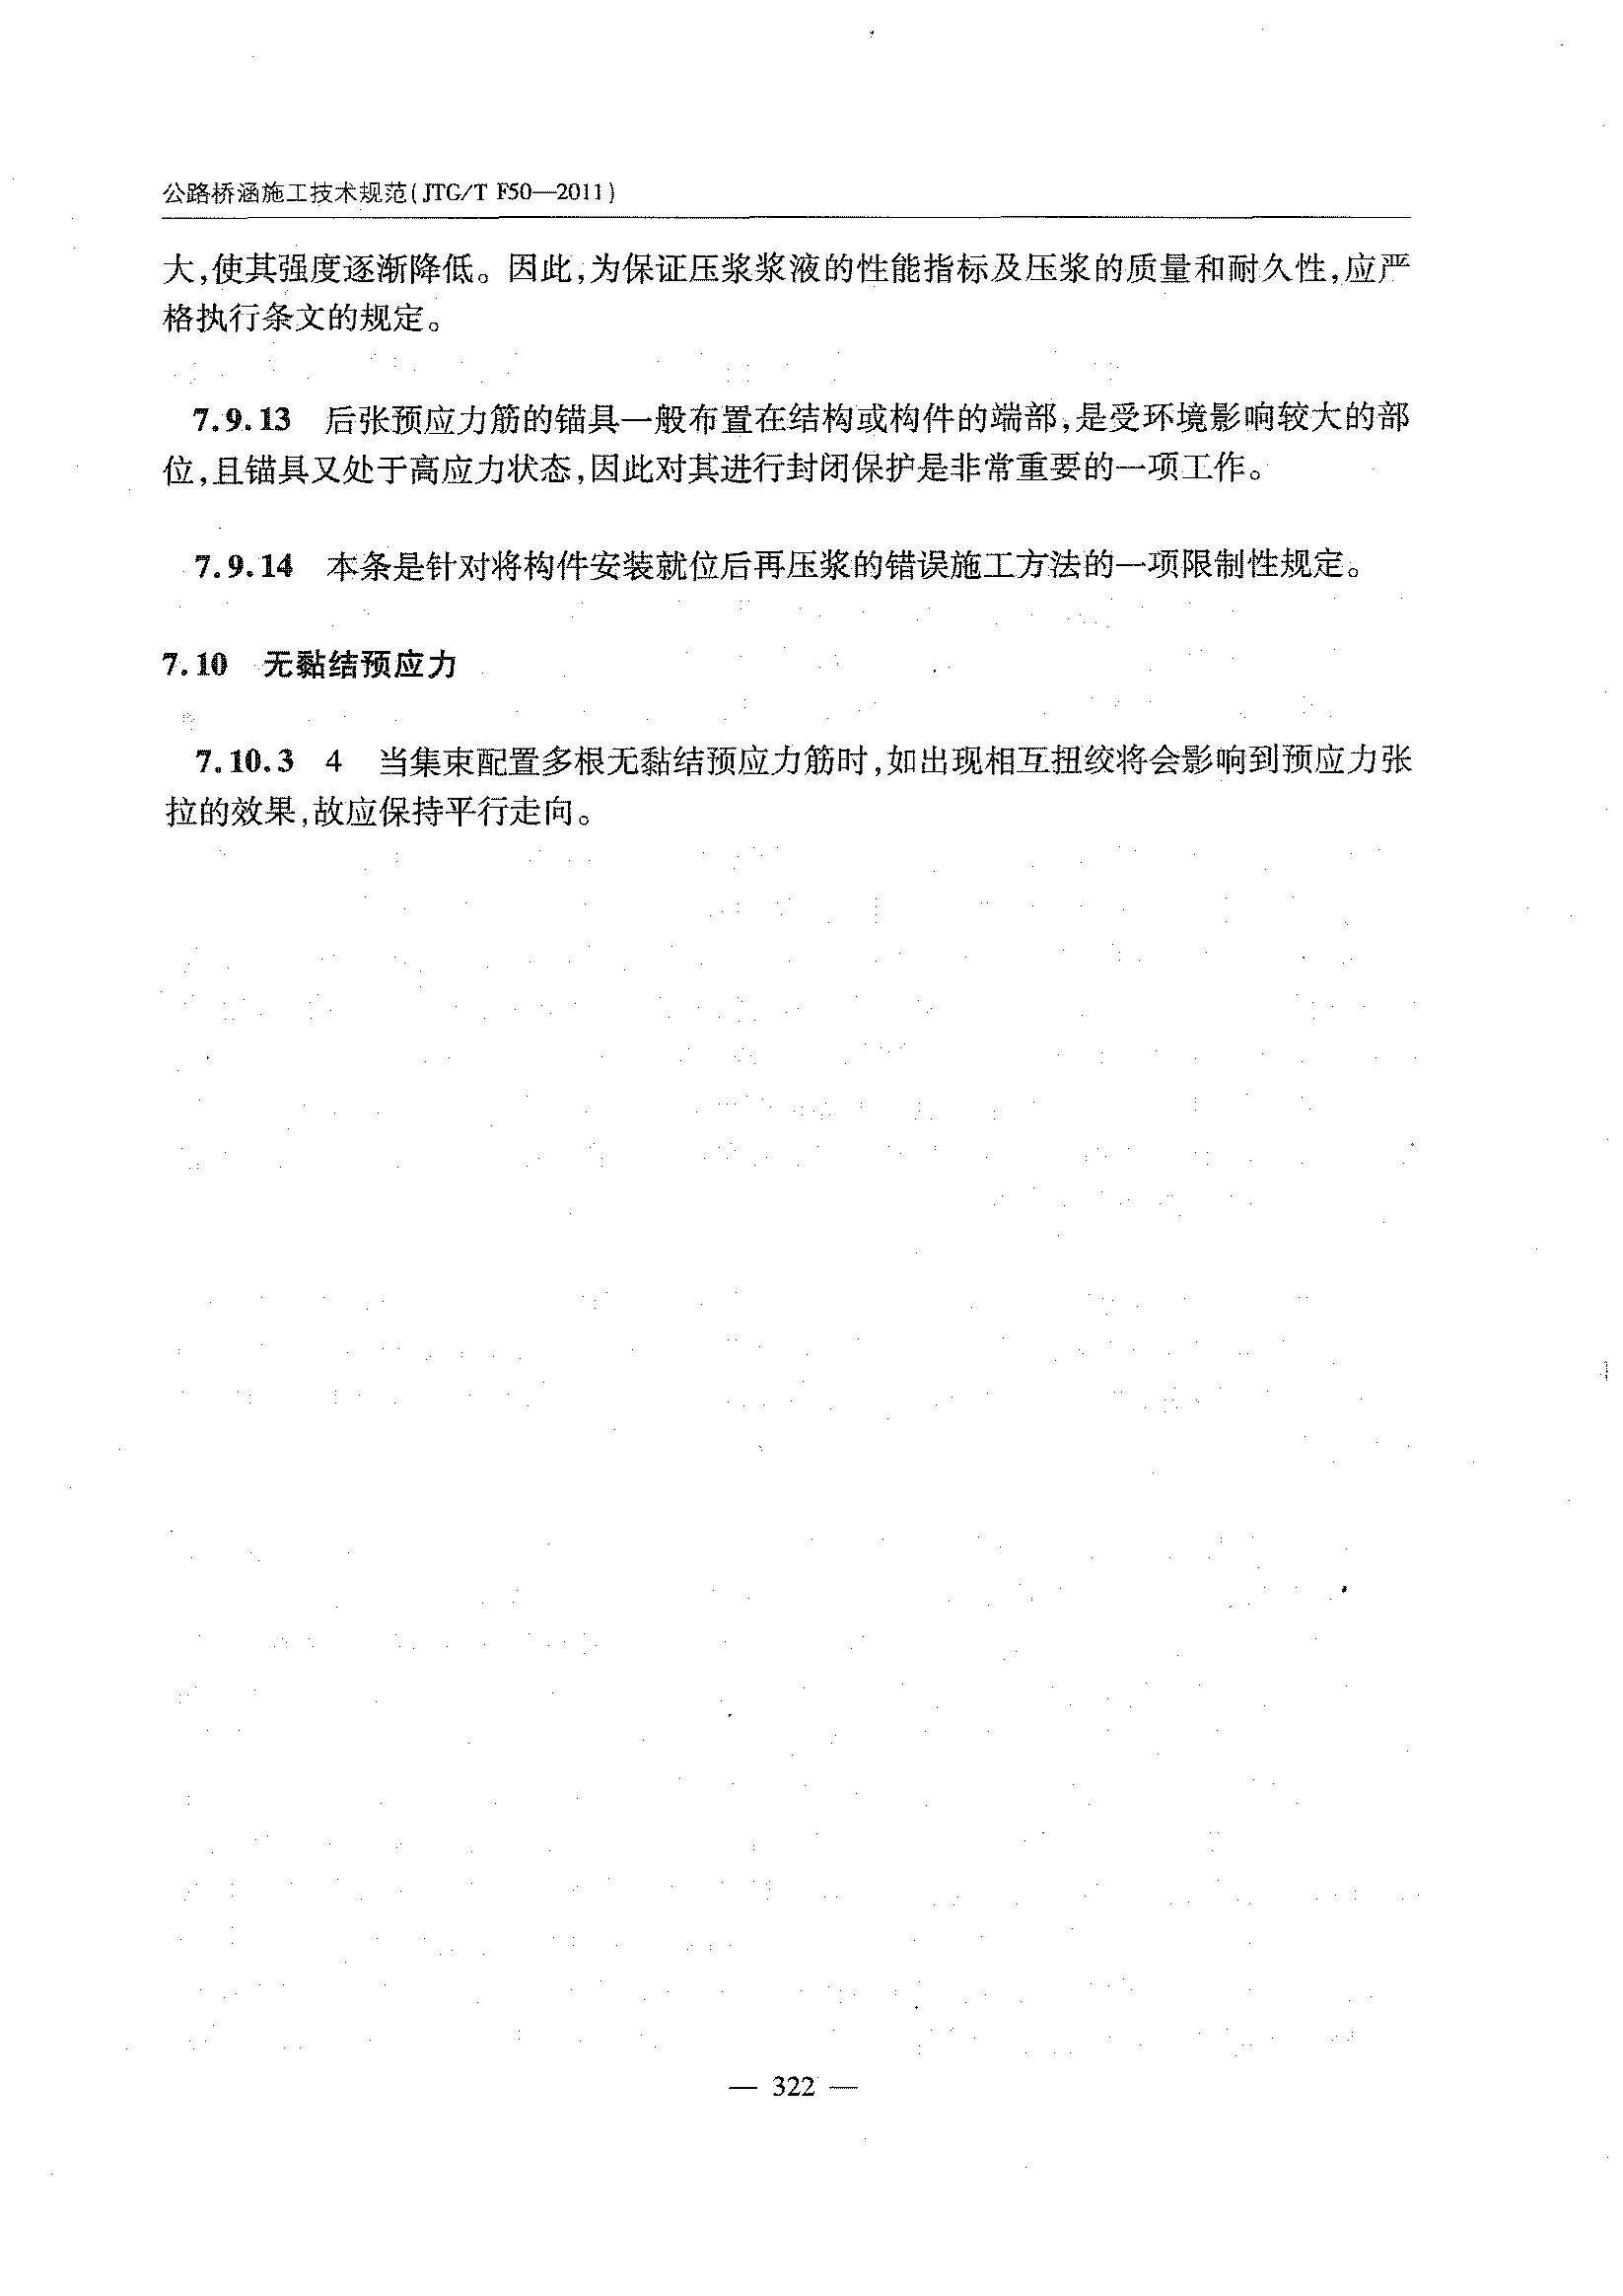 公路桥涵施工技术规范(JTG/T F50—2011)
大,使其强度逐渐降低。因此,为保证压浆浆液的性能指标及压浆的质量和耐久性,应严
格执行条文的规定。
7.9.13 后张预应力筋的锚具一般布置在结构或构件的端部,是受环境影响较大的部
位,且锚具又处于高应力状态,因此对其进行封闭保护是非常重要的一项工作。
7.9.14 本条是针对将构件安装就位后再压浆的错误施工方法的一项限制性规定。
7.10 无黏结预应力
7.10.3 4 当集束配置多根无黏结预应力筋时,如出现相互扭绞将会影响到预应力张
拉的效果,故应保持平行走向。
— 322 —